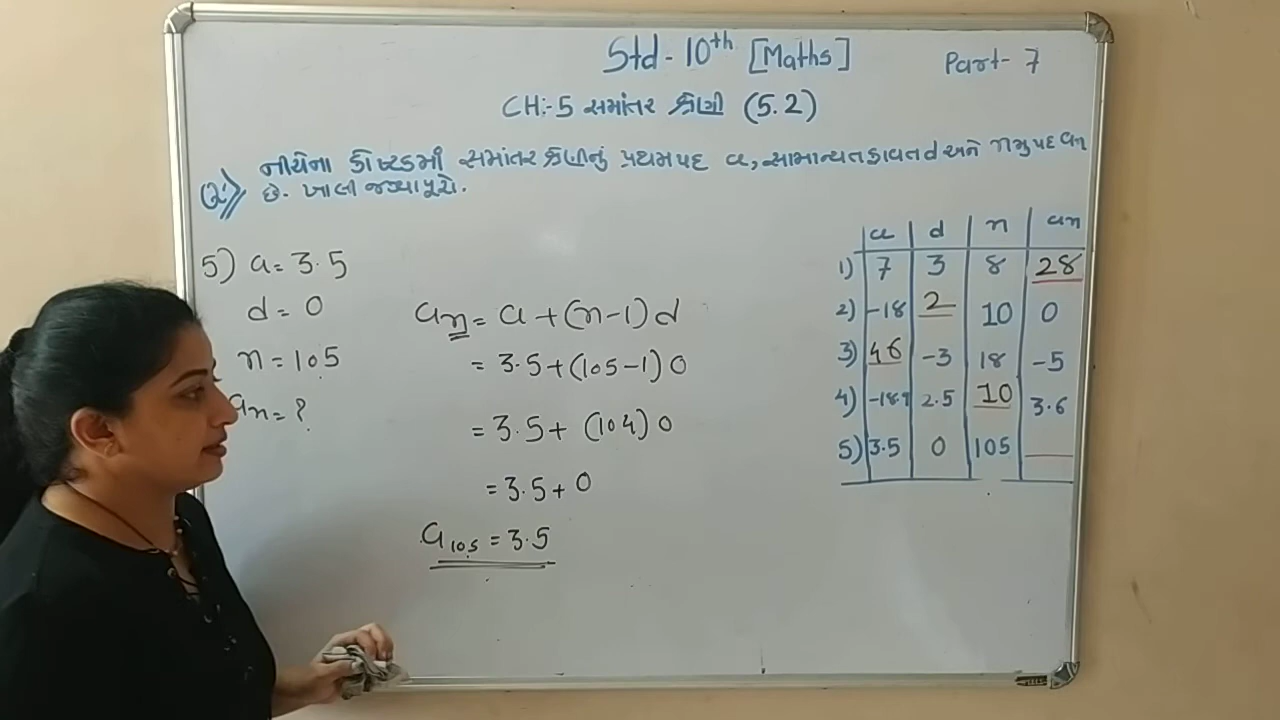 Std - 10th [Maths]
Part - 7
CH:- 5 સમાંતર શ્રેણી (5.2)
નીચેના કોષ્ટકમાં સમાંતર શ્રેણીનું પ્રથમ પદ a, સામાન્ય તફાવત d અને n મુ પદ an
Q:» છે. ખાલી જગ્યા પૂરો.
5) a = 3.5
d = 0
n = 105
an = ?
an = a + (n-1) d
= 3.5 + (105-1) 0
= 3.5 + (104) 0
= 3.5 + 0
a105 = 3.5
a d n an
1) 7 3 8 28
2) -18 2 10 0
3) 46 -3 18 -5
4) 2.5 10 3.6
5) 3.5 0 105 ___